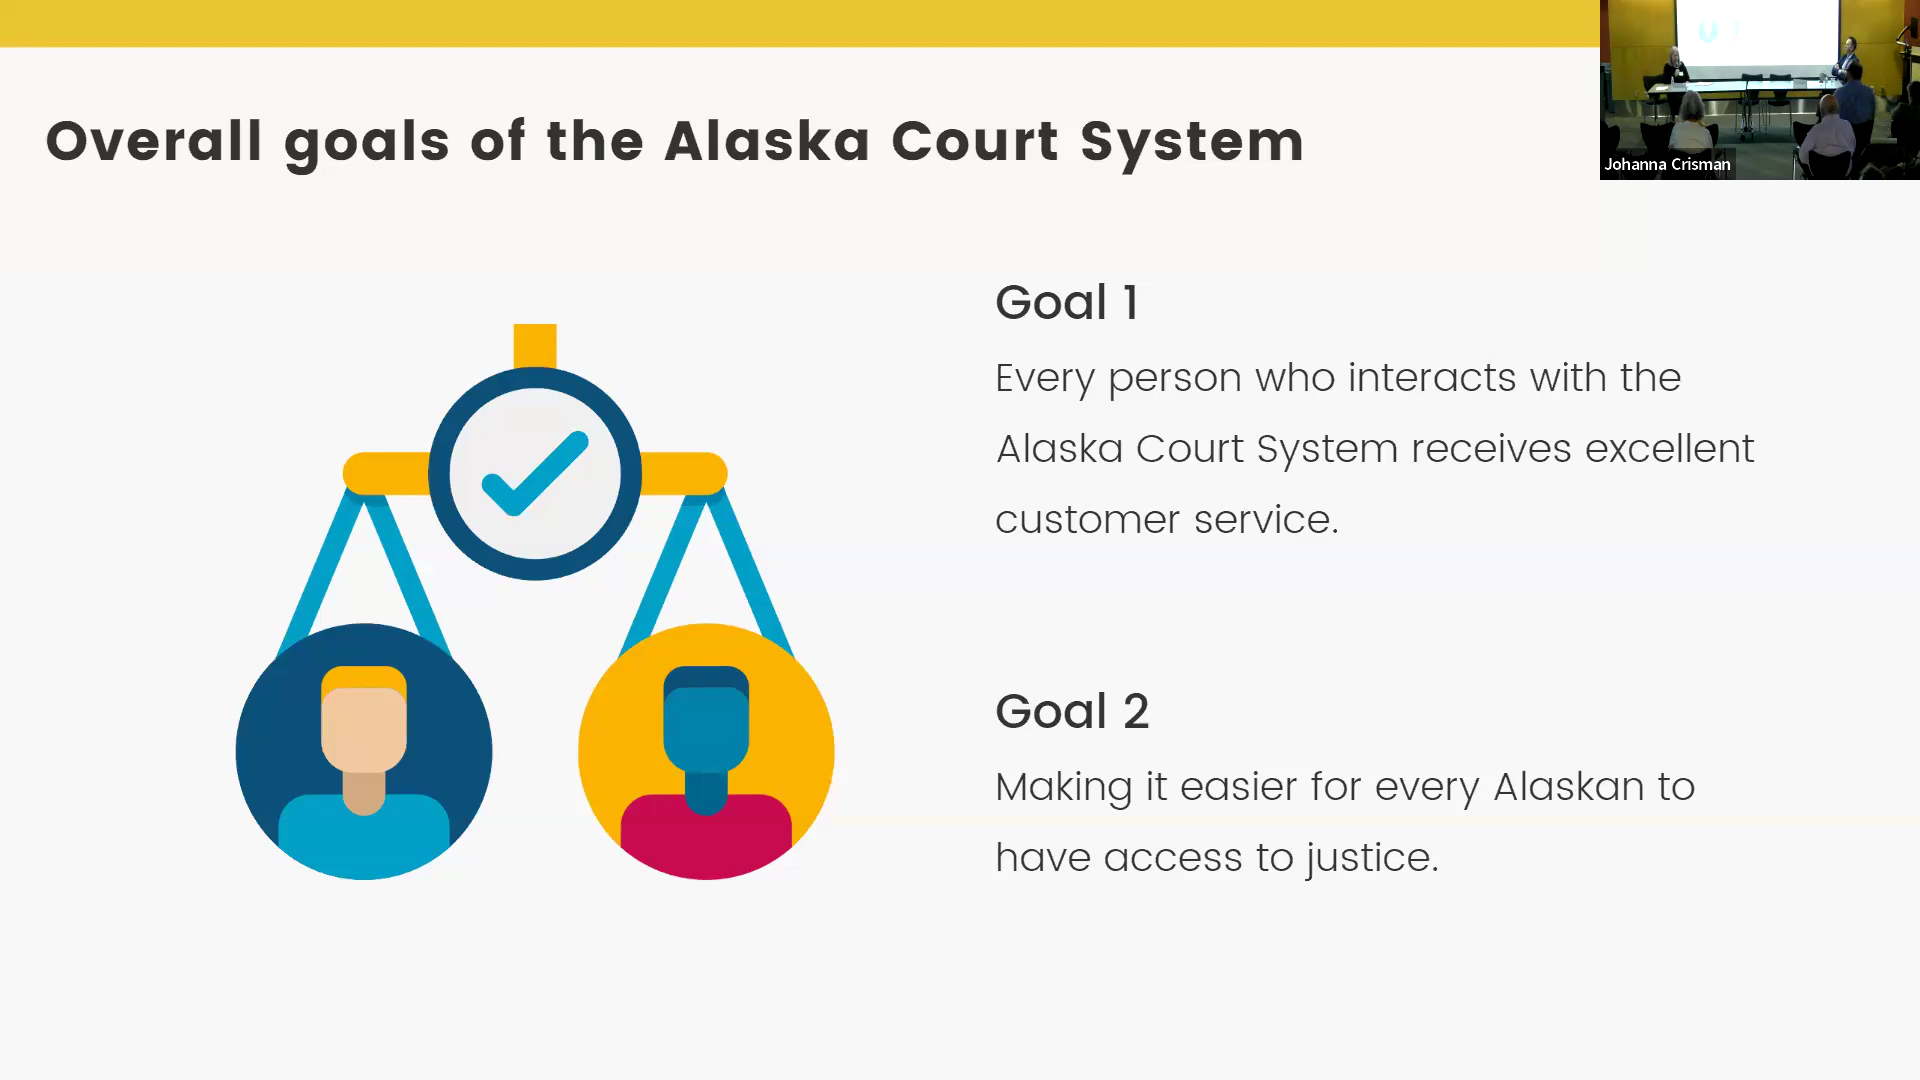 Overall goals of the Alaska Court System
Johanna Crisman
Goal 1
Every person who interacts with the
Alaska Court System receives excellent
customer service.
Goal 2
Making it easier for every Alaskan to
have access to justice.